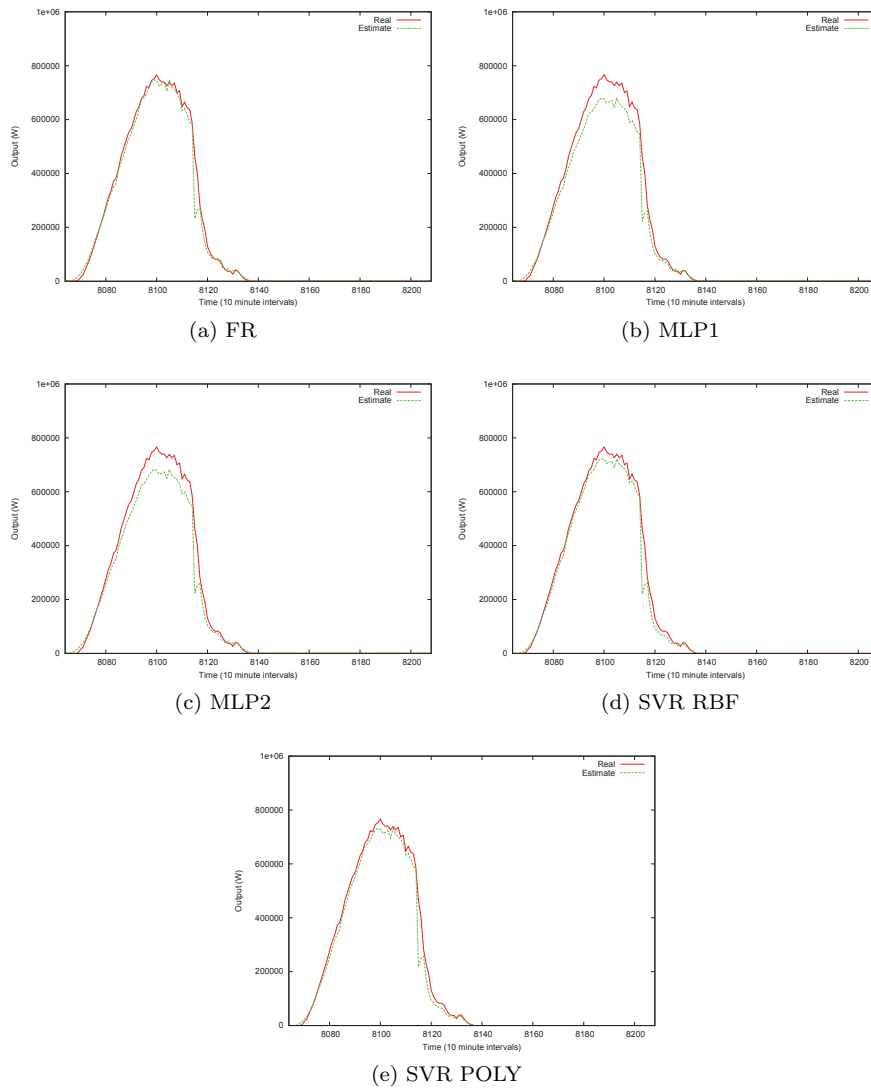 1e+06
Real
Estimate
800000
600000
Output (W)
400000
200000
0
8080 8100 8120 8140 8160 8180 8200
Time (10 minute intervals)
(a) FR
1e+06
Real
Estimate
800000
600000
Output (W)
400000
200000
0
8080 8100 8120 8140 8160 8180 8200
Time (10 minute intervals)
(b) MLP1
1e+06
Real
Estimate
800000
600000
Output (W)
400000
200000
0
8080 8100 8120 8140 8160 8180 8200
Time (10 minute intervals)
(c) MLP2
1e+06
Real
Estimate
800000
600000
Output (W)
400000
200000
0
8080 8100 8120 8140 8160 8180 8200
Time (10 minute intervals)
(d) SVR RBF
1e+06
Real
Estimate
800000
600000
Output (W)
400000
200000
0
8080 8100 8120 8140 8160 8180 8200
Time (10 minute intervals)
(e) SVR POLY